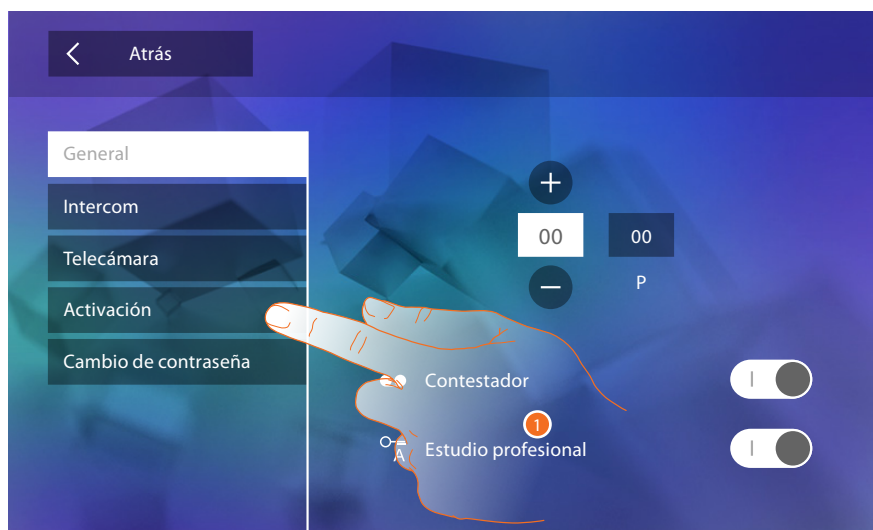 Atrás
General
Intercom
Telecámara
Activación
Cambio de contraseña
00 00
P
Contestador
1
A
Estudio profesional